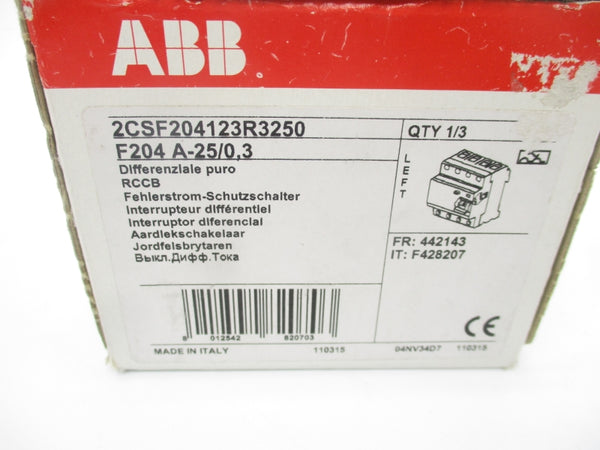 ABB
2CSF204123R3250
F204 A-25/0,3
Differenziale puro
RCCB
Fehlerstrom-Schutzschalter
Interrupteur différentiel
Interruptor diferencial
Aardlekschakelaar
Jordfelsbrytaren
Выкл.Дифф.Тока
QTY 1/3
LEFT
FR: 442143
IT: F428207
8 012542 820703
MADE IN ITALY 110315 04NV34D7 110315
CE